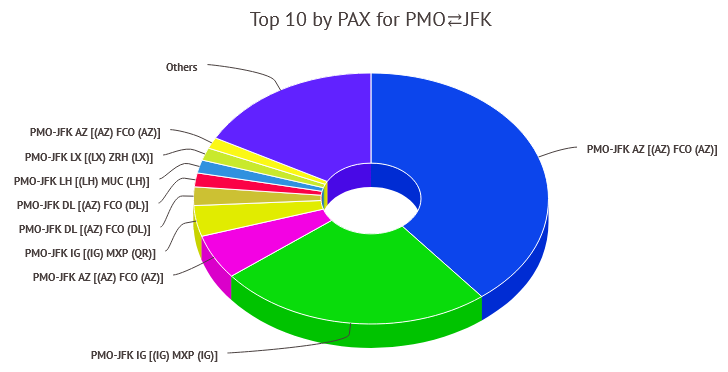 Top 10 by PAX for PMO⇄JFK
Others
PMO-JFK AZ [(AZ) FCO (AZ)]
PMO-JFK AZ [(AZ) FCO (AZ)]
PMO-JFK LX [(LX) ZRH (LX)]
PMO-JFK LH [(LH) MUC (LH)]
PMO-JFK DL [(AZ) FCO (DL)]
PMO-JFK DL [(AZ) FCO (DL)]
PMO-JFK IG [(IG) MXP (QR)]
PMO-JFK AZ [(AZ) FCO (AZ)]
PMO-JFK IG [(IG) MXP (IG)]